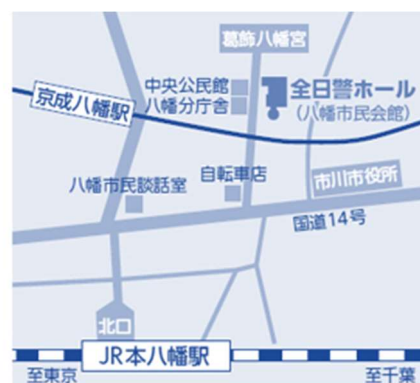 葛飾八幡宮
中央公民館
八幡分庁舎
全日警ホール
(八幡市民会館)
京成八幡駅
八幡市民談話室
自転車店
市川市役所
国道14号
北口
JR本八幡駅
至東京
至千葉